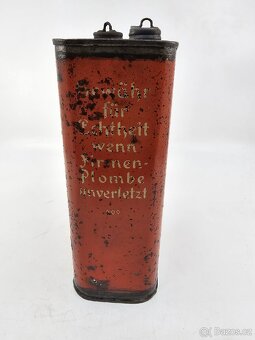 Gewähr
für
Echtheit
wenn
Firmen-
Plombe
unverletzt
Bazos.cz